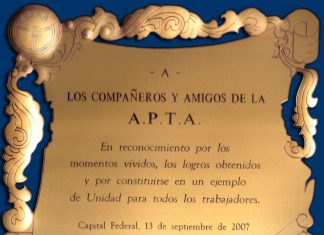 - A -
LOS COMPAÑEROS Y AMIGOS DE LA
A.P.T.A.
En reconocimiento por los
momentos vividos, los logros obtenidos
y por constituirse en un ejemplo
de Unidad para todos los trabajadores.
Capital Federal, 13 de septiembre de 2007